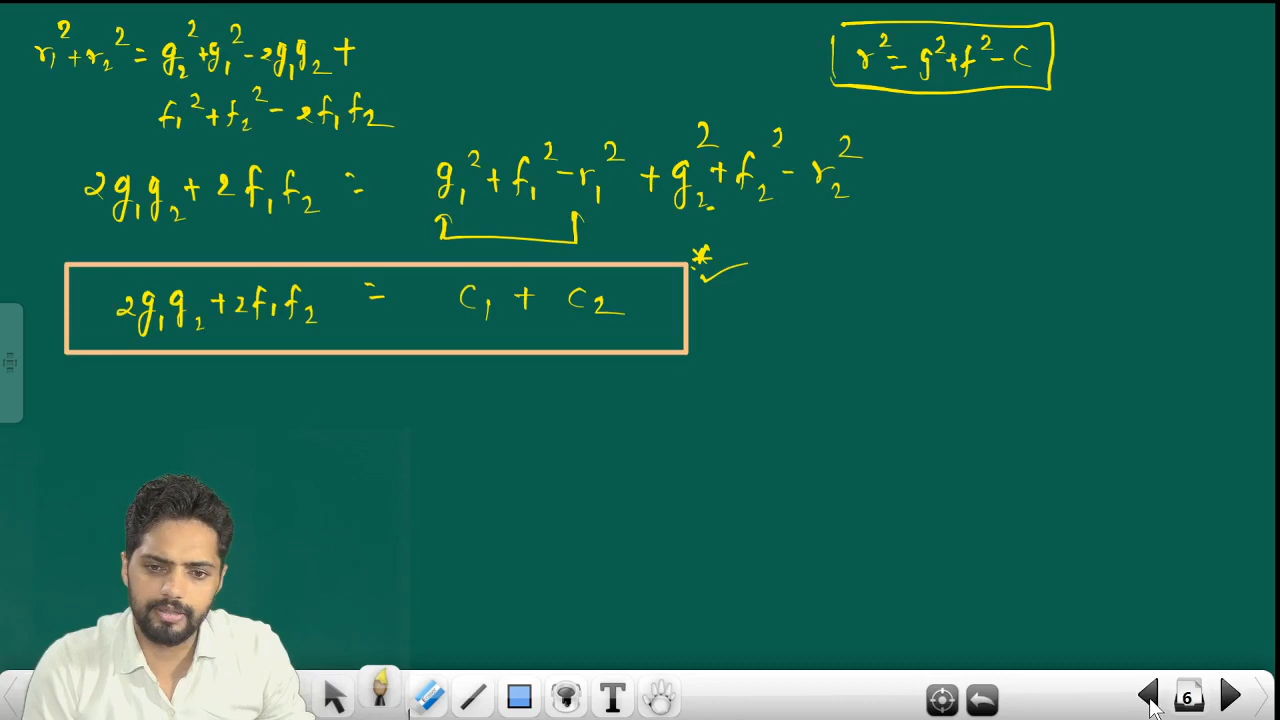 r₁² + r₂² = g₂² + g₁² - 2g₁g₂ +
f₁² + f₂² - 2f₁f₂
r² = g² + f² - c
2g₁g₂ + 2f₁f₂ = g₁² + f₁² - r₁² + g₂² + f₂² - r₂²
2g₁g₂ + 2f₁f₂ = c₁ + c₂ *
T
6